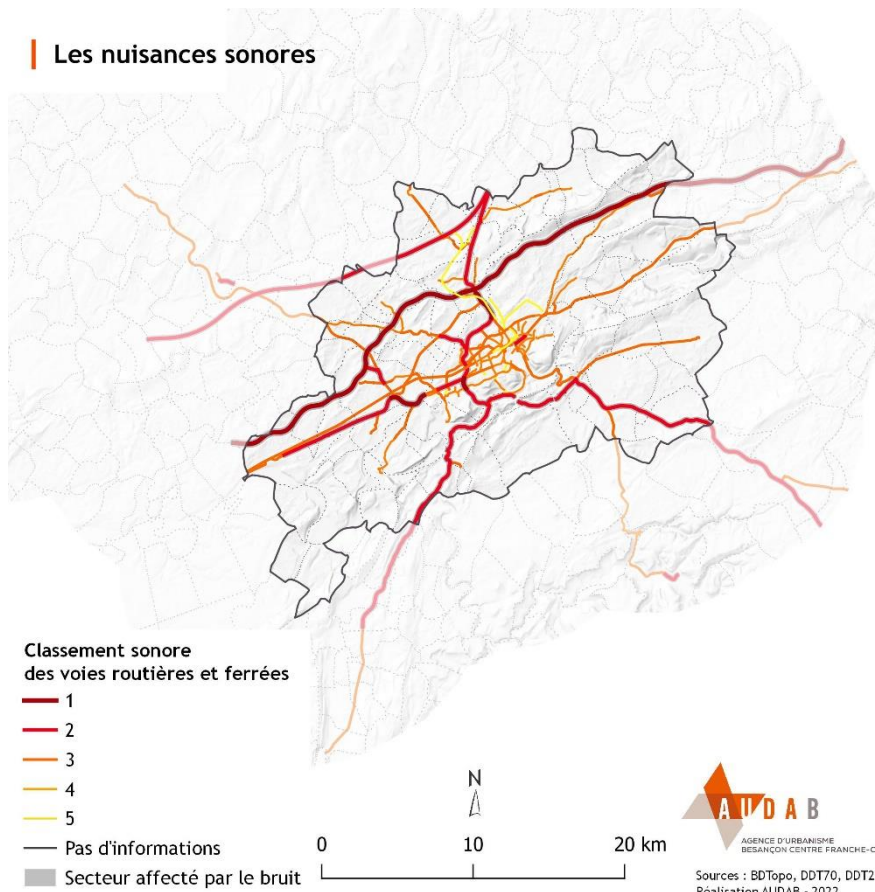 Les nuisances sonores
Classement sonore
des voies routières et ferrées
1
2
3
4
5
Pas d'informations
Secteur affecté par le bruit
N
0
10
20 km
AUDAB
AGENCE D'URBANISME
BESANÇON CENTRE FRANCHE-C
Sources : BDTopo, DDT70, DDT2
Réalisation AUDAB - 2022